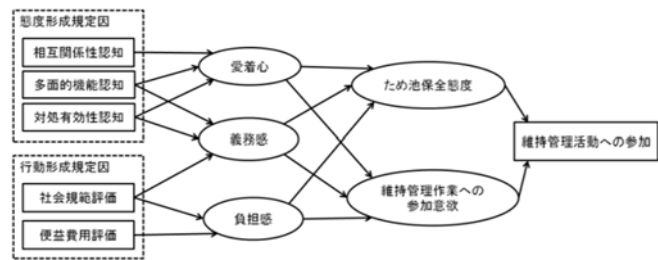 態度形成規定因
相互関係性認知
多面的機能認知
対処有効性認知
行動形成規定因
社会規範評価
便益費用評価
愛着心
義務感
負担感
ため池保全態度
維持管理作業への
参加意欲
維持管理活動への参加